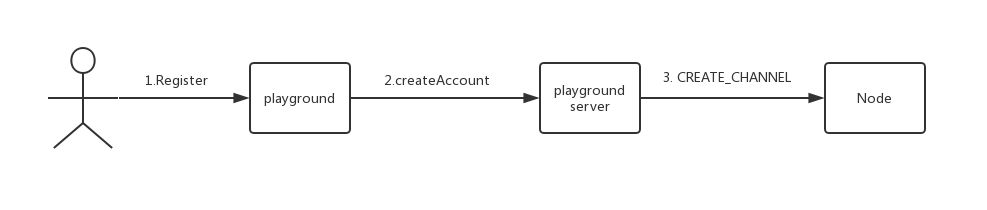 1.Register
playground
2.createAccount
playground
server
3. CREATE_CHANNEL
Node